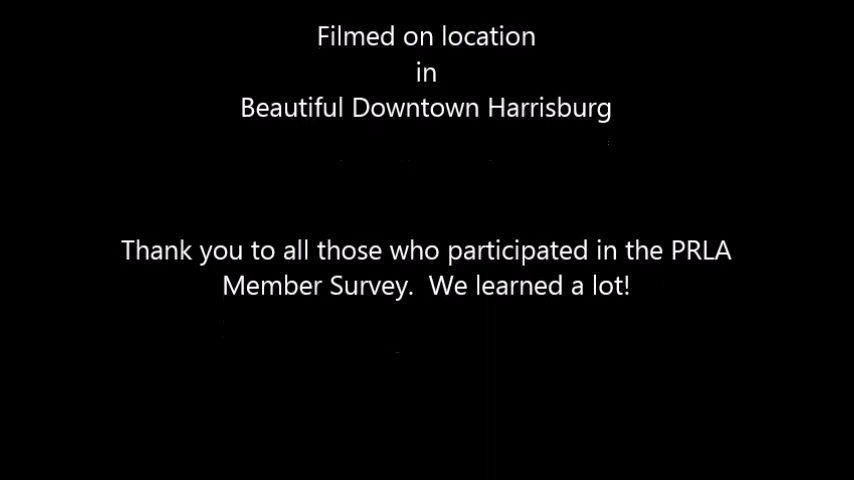 Filmed on location
in
Beautiful Downtown Harrisburg
Thank you to all those who participated in the PRLA
Member Survey.  We learned a lot!